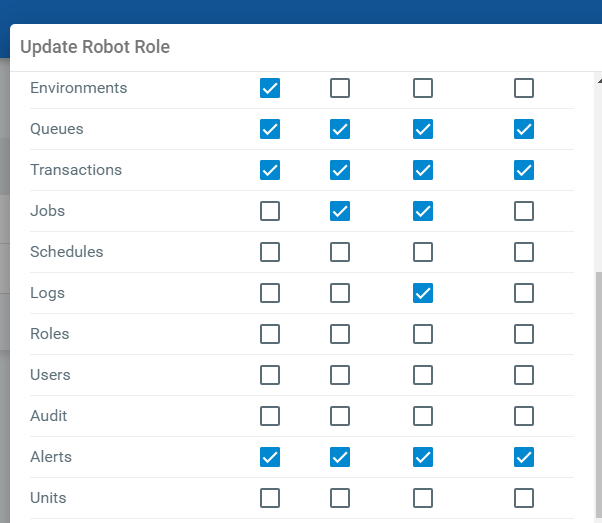 Update Robot Role
Environments
Queues
Transactions
Jobs
Schedules
Logs
Roles
Users
Audit
Alerts
Units